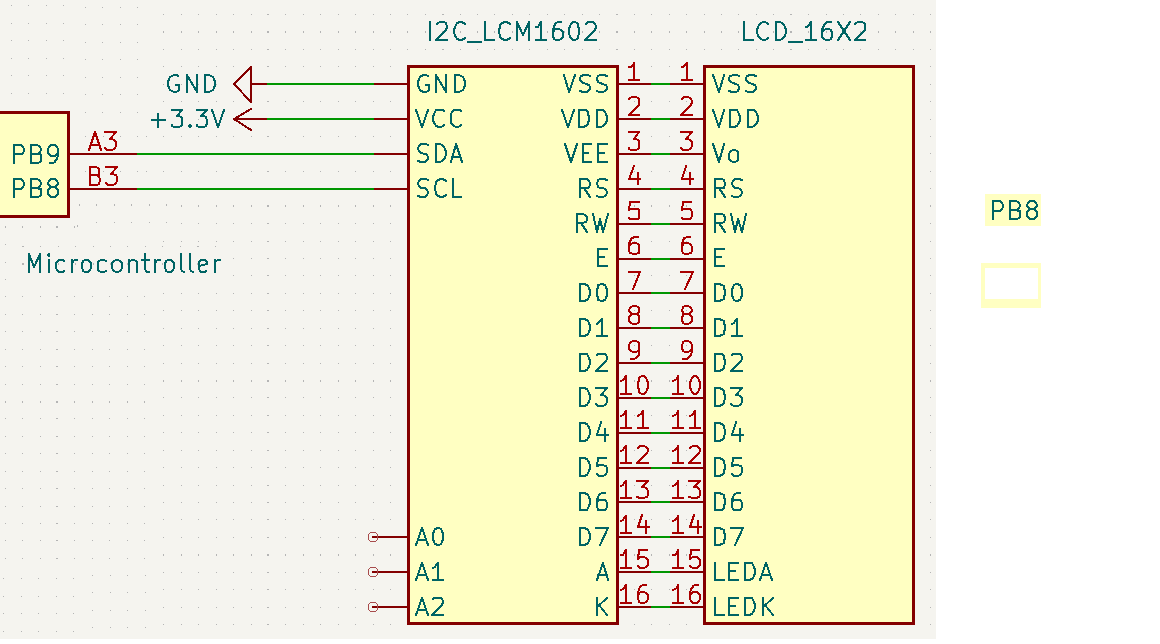 I2C_LCM1602 LCD_16X2
GND GND VSS 1 1 VSS
+3.3V VCC VDD 2 2 VDD
PB9 A3 SDA VEE 3 3 Vo
PB8 B3 SCL RS 4 4 RS
RW 5 5 RW
PB8
Microcontroller E 6 6 E
D0 7 7 D0
D1 8 8 D1
D2 9 9 D2
D3 10 10 D3
D4 11 11 D4
D5 12 12 D5
D6 13 13 D6
A0 D7 14 14 D7
A1 A 15 15 LEDA
A2 K 16 16 LEDK